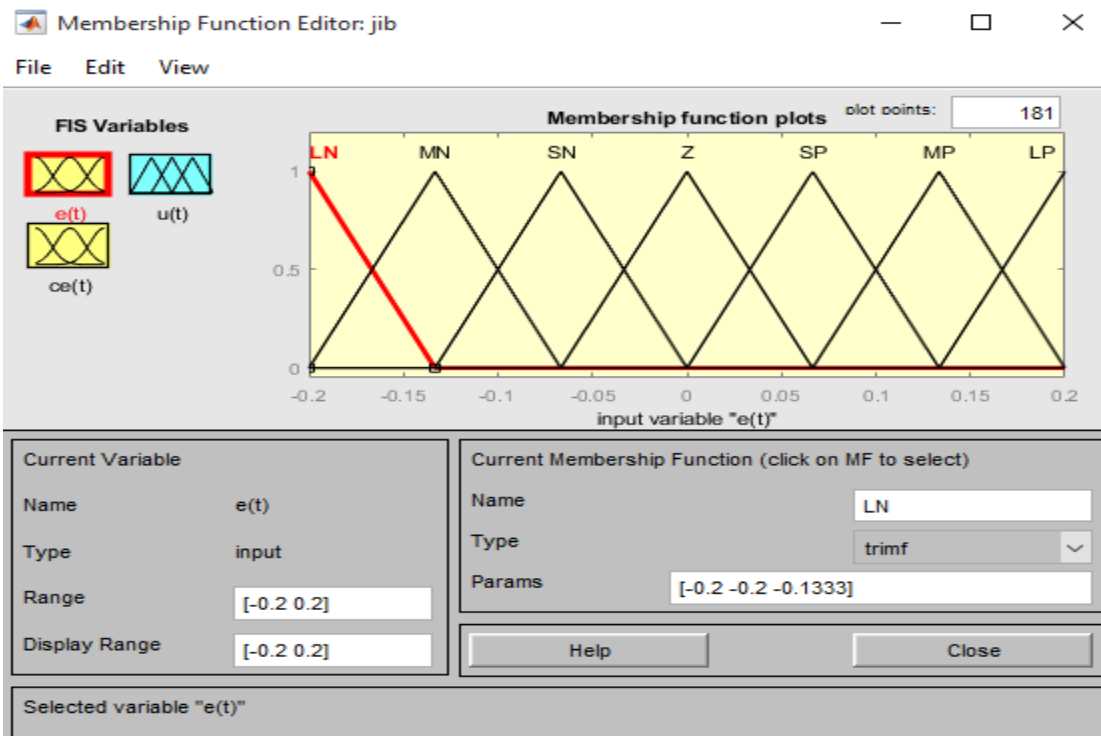 Membership Function Editor: jib
File Edit View
FIS Variables
e(t)
u(t)
ce(t)
Membership function plots
plot points:
181
LN MN SN Z SP MP LP
1
0.5
0
-0.2 -0.15 -0.1 -0.05 0 0.05 0.1 0.15 0.2
input variable "e(t)"
Current Variable
Name e(t)
Type input
Range [-0.2 0.2]
Display Range [-0.2 0.2]
Current Membership Function (click on MF to select)
Name LN
Type trimf
Params [-0.2 -0.2 -0.1333]
Help Close
Selected variable "e(t)"